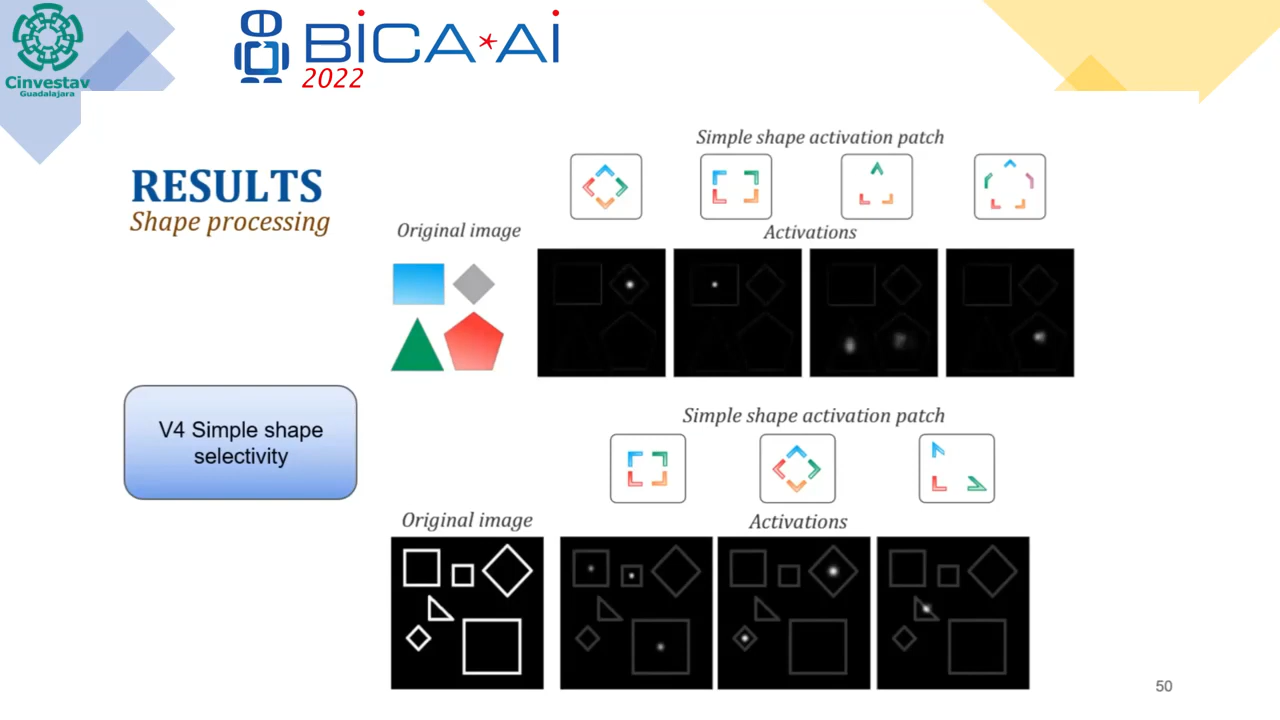 Cinvestav
Guadalajara
BiCA*Ai
2022
RESULTS
Shape processing
Simple shape activation patch
Original image
Activations
V4 Simple shape
selectivity
Simple shape activation patch
Original image
Activations
50